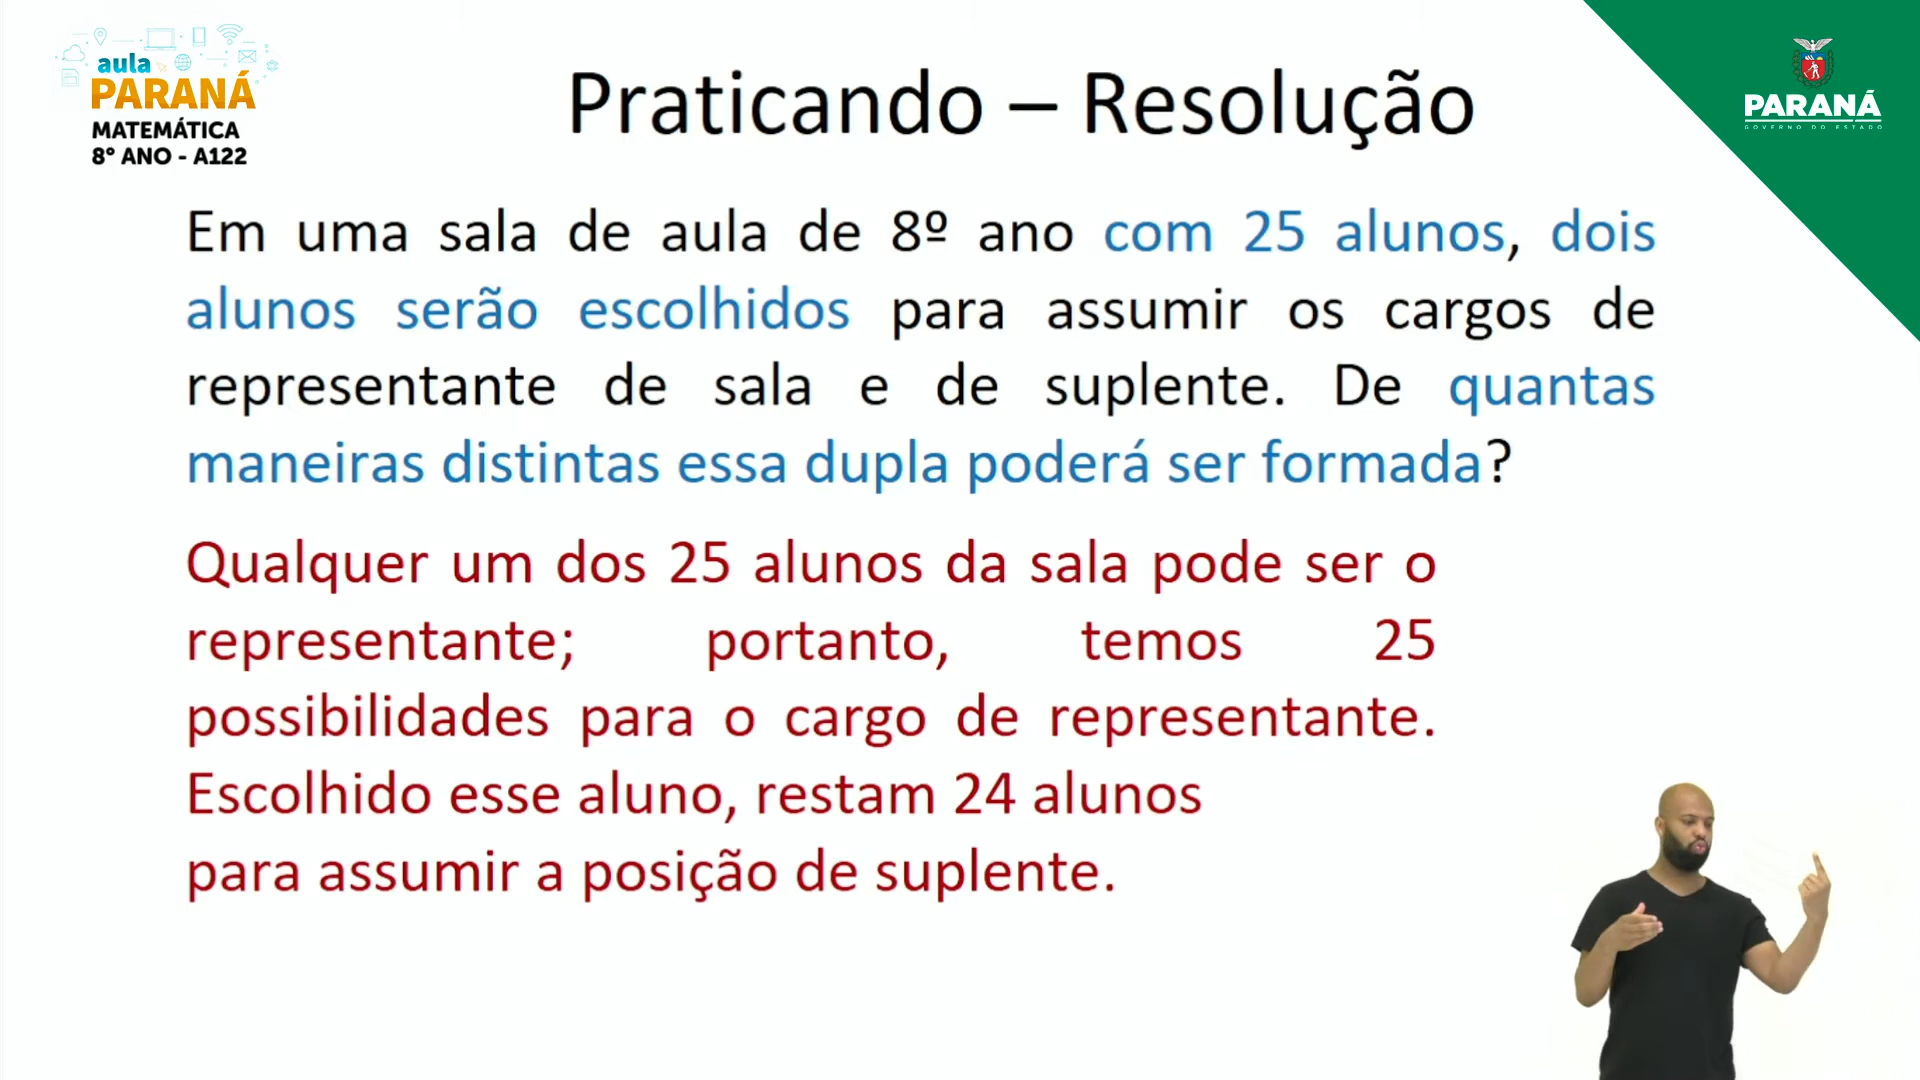 aula
PARANÁ
MATEMÁTICA
8° ANO - A122
Praticando – Resolução
PARANÁ
GOVERNO DO ESTADO
Em uma sala de aula de 8º ano com 25 alunos, dois
alunos serão escolhidos para assumir os cargos de
representante de sala e de suplente. De quantas
maneiras distintas essa dupla poderá ser formada?
Qualquer um dos 25 alunos da sala pode ser o
representante; portanto, temos 25
possibilidades para o cargo de representante.
Escolhido esse aluno, restam 24 alunos
para assumir a posição de suplente.